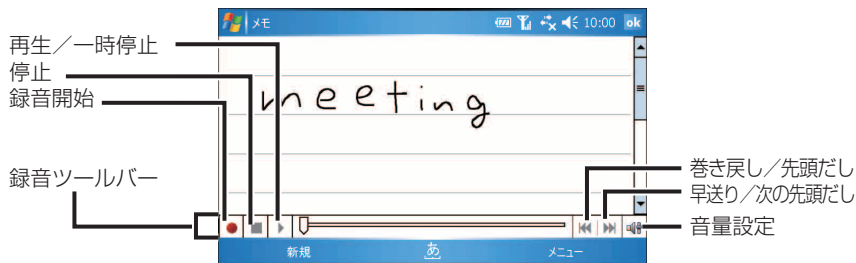 メモ 10:00 ok
再生／一時停止
停止
録音開始
meeting
録音ツールバー
巻き戻し／先頭だし
早送り／次の先頭だし
音量設定
新規 あ メニュー